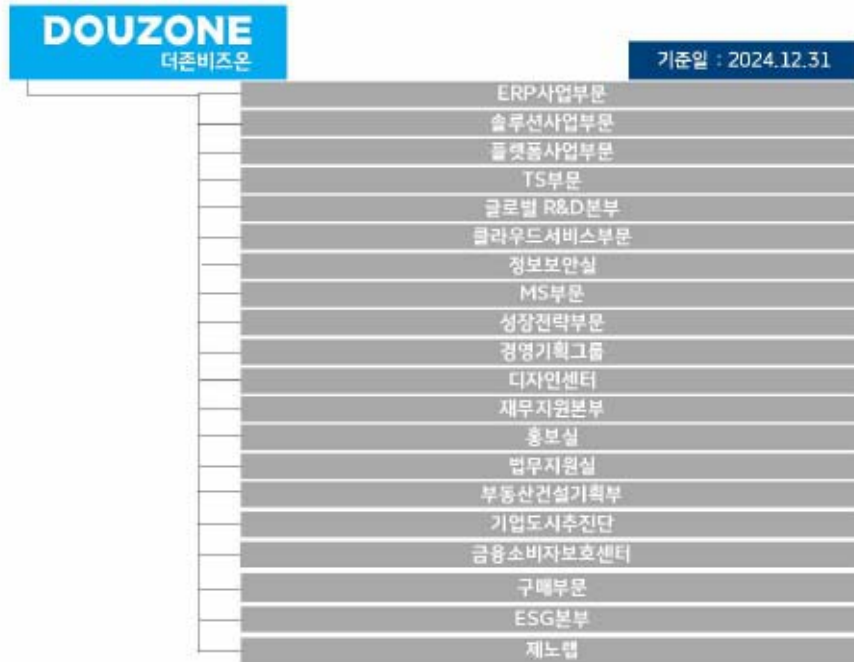 DOUZONE
더존비즈온
기준일 : 2024.12.31
ERP사업부문
솔루션사업부문
플랫폼사업부문
TS부문
글로벌 R&D본부
클라우드서비스부문
정보보안실
MS부문
성장전략부문
경영기획그룹
디자인센터
재무지원본부
홍보실
법무지원실
부동산건설기획부
기업도시추진단
금융소비자보호센터
구매부문
ESG본부
제노랩